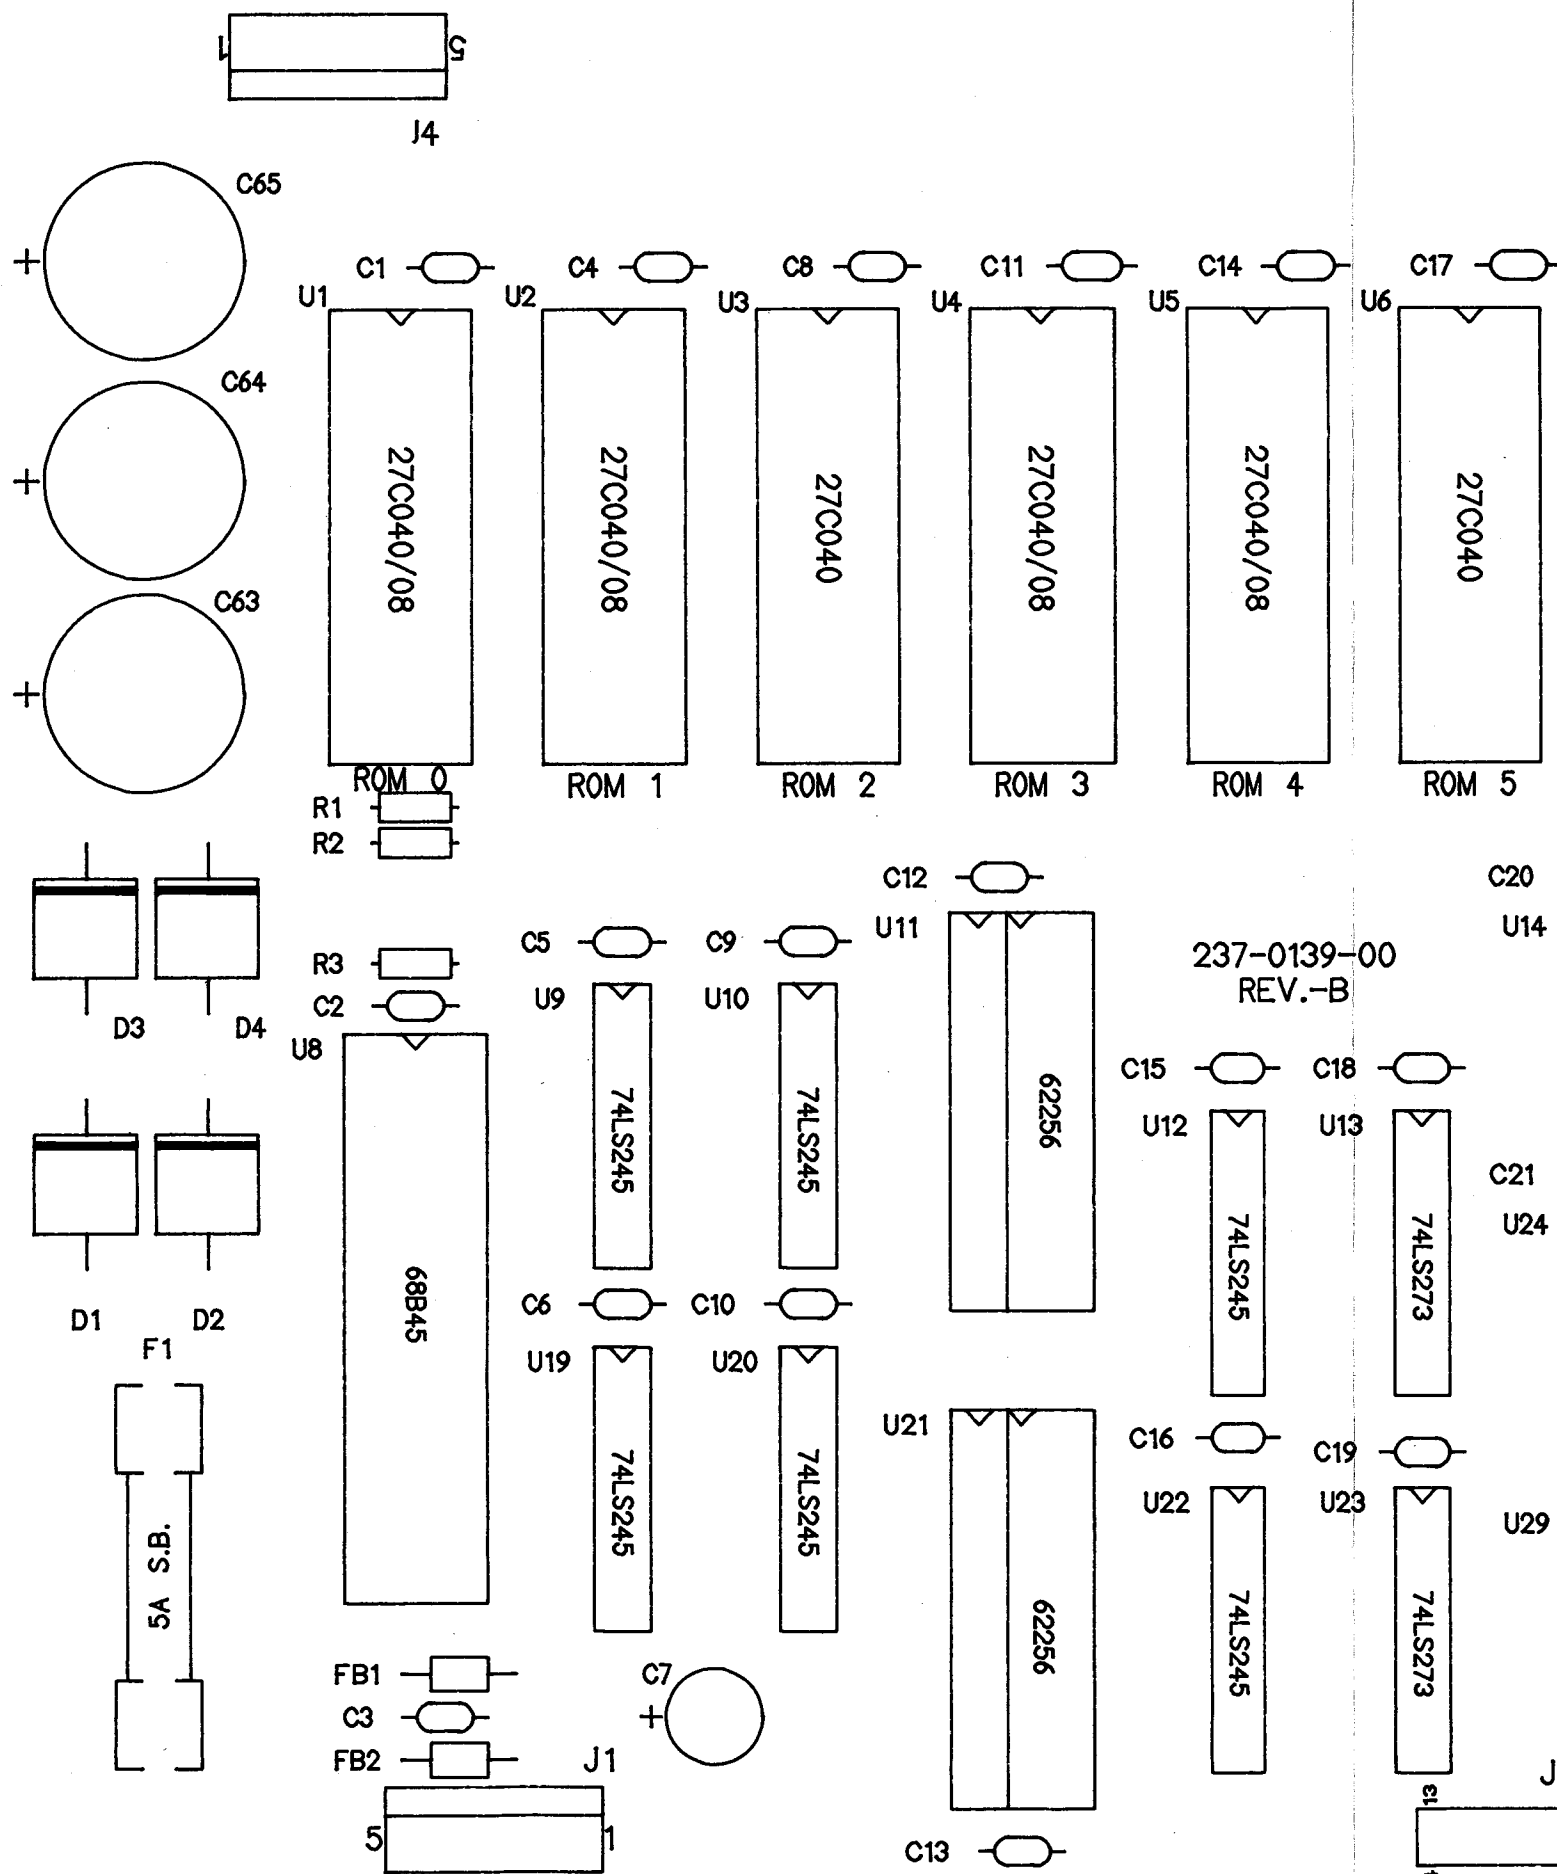 1 5
J4
C65
C1 C4 C8 C11 C14 C17
U1 U2 U3 U4 U5 U6
C64
27C040/08 27C040/08 27C040 27C040/08 27C040/08 27C040
C63
ROM 0 ROM 1 ROM 2 ROM 3 ROM 4 ROM 5
R1
R2
C12 C20
U11 U14
C5 C9
237-0139-00
REV.-B
R3
U9 U10
C2
D3 D4
U8
C15 C18
62256
U12 U13
74LS245 74LS245
C21
U24
74LS245 74LS273
68B45
C6 C10
D1 D2
F1
U19 U20
U21
C16 C19
U22 U23
U29
74LS245 74LS245
5A S.B.
62256
74LS245 74LS273
FB1
C7
C3
FB2
J1
J
13
5 1
C13